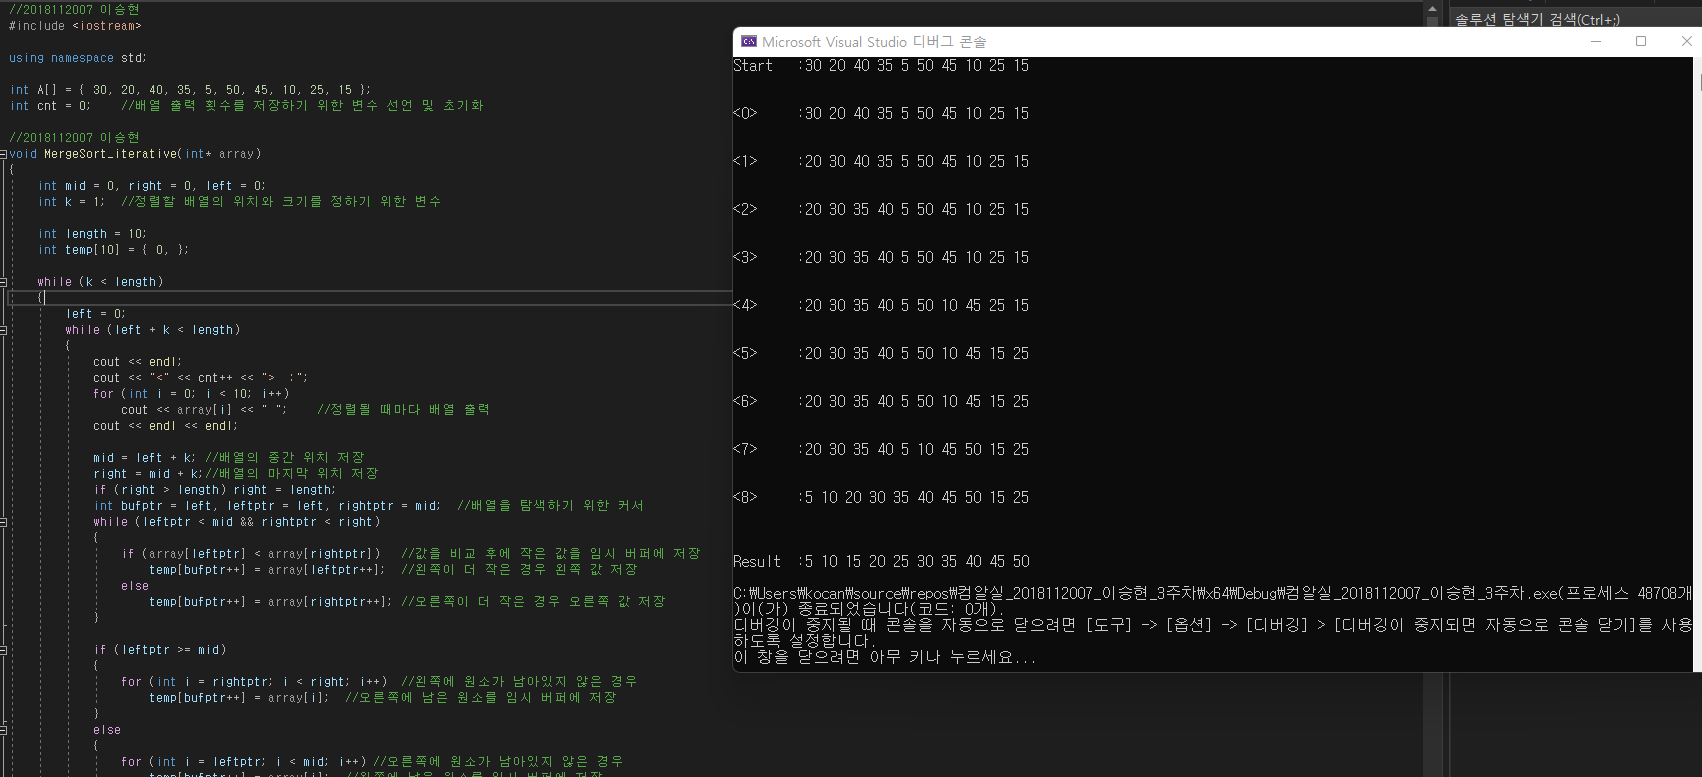 //2018112007 이승현
#include <iostream>
using namespace std;
int A[] = { 30, 20, 40, 35, 5, 50, 45, 10, 25, 15 };
int cnt = 0;    //배열 출력 횟수를 저장하기 위한 변수 선언 및 초기화
//2018112007 이승현
void MergeSort_iterative(int* array)
{
int mid = 0, right = 0, left = 0;
int k = 1;  //정렬할 배열의 위치와 크기를 정하기 위한 변수
int length = 10;
int temp[10] = { 0, };
while (k < length)
{
left = 0;
while (left + k < length)
{
cout << endl;
cout << "<" << cnt++ << ">  :";
for (int i = 0; i < 10; i++)
cout << array[i] << " ";    //정렬될 때마다 배열 출력
cout << endl << endl;
mid = left + k; //배열의 중간 위치 저장
right = mid + k;//배열의 마지막 위치 저장
if (right > length) right = length;
int bufptr = left, leftptr = left, rightptr = mid;  //배열을 탐색하기 위한 커서
while (leftptr < mid && rightptr < right)
{
if (array[leftptr] < array[rightptr])   //값을 비교 후에 작은 값을 임시 버퍼에 저장
temp[bufptr++] = array[leftptr++];  //왼쪽이 더 작은 경우 왼쪽 값 저장
else
temp[bufptr++] = array[rightptr++]; //오른쪽이 더 작은 경우 오른쪽 값 저장
}
if (leftptr >= mid)
{
for (int i = rightptr; i < right; i++)  //왼쪽에 원소가 남아있지 않은 경우
temp[bufptr++] = array[i];  //오른쪽에 남은 원소를 임시 버퍼에 저장
}
else
{
for (int i = leftptr; i < mid; i++) //오른쪽에 원소가 남아있지 않은 경우
temp[bufptr++] = array[i];  //왼쪽에 남은 원소를 임시 버퍼에 저장
솔루션 탐색기 검색(Ctrl+;)
Microsoft Visual Studio 디버그 콘솔
Start   :30 20 40 35 5 50 45 10 25 15
<0>     :30 20 40 35 5 50 45 10 25 15
<1>     :20 30 40 35 5 50 45 10 25 15
<2>     :20 30 35 40 5 50 45 10 25 15
<3>     :20 30 35 40 5 50 45 10 25 15
<4>     :20 30 35 40 5 50 10 45 25 15
<5>     :20 30 35 40 5 50 10 45 15 25
<6>     :20 30 35 40 5 50 10 45 15 25
<7>     :20 30 35 40 5 10 45 50 15 25
<8>     :5 10 20 30 35 40 45 50 15 25
Result  :5 10 15 20 25 30 35 40 45 50
C:\Users\kocan\source\repos\컴알실_2018112007_이승현_3주차\x64\Debug\컴알실_2018112007_이승현_3주차.exe(프로세스 48708개
)이(가) 종료되었습니다(코드: 0개).
디버깅이 중지될 때 콘솔을 자동으로 닫으려면 [도구] -> [옵션] -> [디버깅] > [디버깅이 중지되면 자동으로 콘솔 닫기]를 사용
하도록 설정합니다.
이 창을 닫으려면 아무 키나 누르세요...